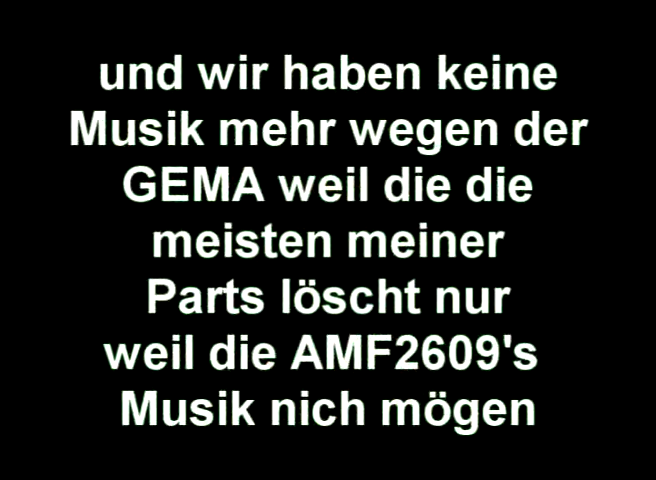 und wir haben keine
Musik mehr wegen der
GEMA weil die die
meisten meiner
Parts löscht nur
weil die AMF2609's
Musik nich mögen